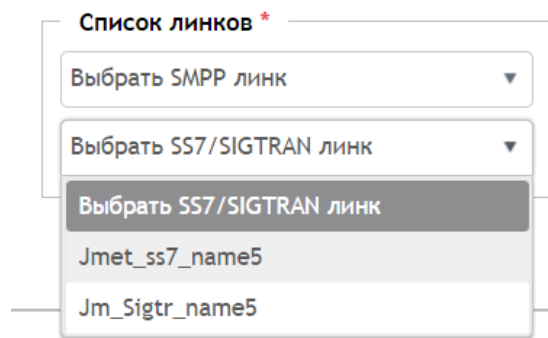 Список линков *
Выбрать SMPP линк
Выбрать SS7/SIGTRAN линк
Выбрать SS7/SIGTRAN линк
Jmet_ss7_name5
Jm_Sigtr_name5